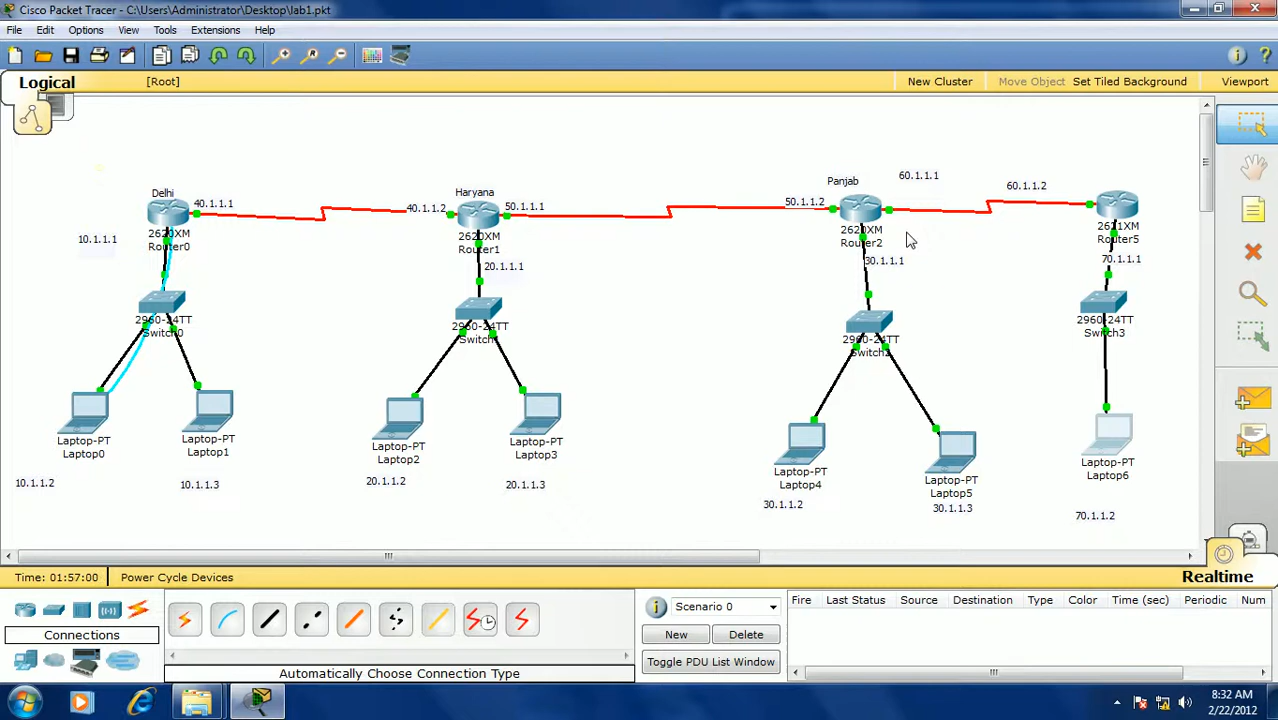 Cisco Packet Tracer - C:\Users\Administrator\Desktop\lab1.pkt
File Edit Options View Tools Extensions Help
Logical [Root] New Cluster Move Object Set Tiled Background Viewport
60.1.1.1
Panjab 60.1.1.2
Delhi Haryana
40.1.1.1 40.1.1.2 50.1.1.1 50.1.1.2
2620XM
Router0
2620XM
Router1
2620XM
Router2
2621XM
Router5
10.1.1.1
20.1.1.1
30.1.1.1
70.1.1.1
2960-24TT
Switch0
2960-24TT
2960-24TT
2960-24TT
Switch3
Laptop-PT
Laptop0
Laptop-PT
Laptop1
Laptop-PT
Laptop2
Laptop-PT
Laptop3
Laptop-PT
Laptop4
Laptop-PT
Laptop5
Laptop-PT
Laptop6
10.1.1.2
10.1.1.3
20.1.1.2
20.1.1.3
30.1.1.2
30.1.1.3
70.1.1.2
Time: 01:57:00 Power Cycle Devices Realtime
Connections
Automatically Choose Connection Type
Scenario 0
New Delete
Toggle PDU List Window
Fire Last Status Source Destination Type Color Time (sec) Periodic Num
8:32 AM
2/22/2012